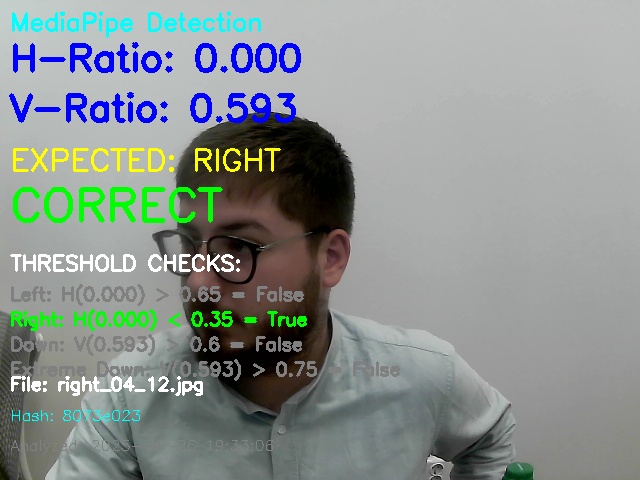 MediaPipe Detection
H-Ratio: 0.000
V-Ratio: 0.593
EXPECTED: RIGHT
CORRECT
THRESHOLD CHECKS:
Left: H(0.000) > 0.65 = False
Right: H(0.000) < 0.35 = True
Down: V(0.593) > 0.6 = False
Extreme Down: V(0.593) > 0.75 = False
File: right_04_12.jpg
Hash: 8073e023
Analyzed: